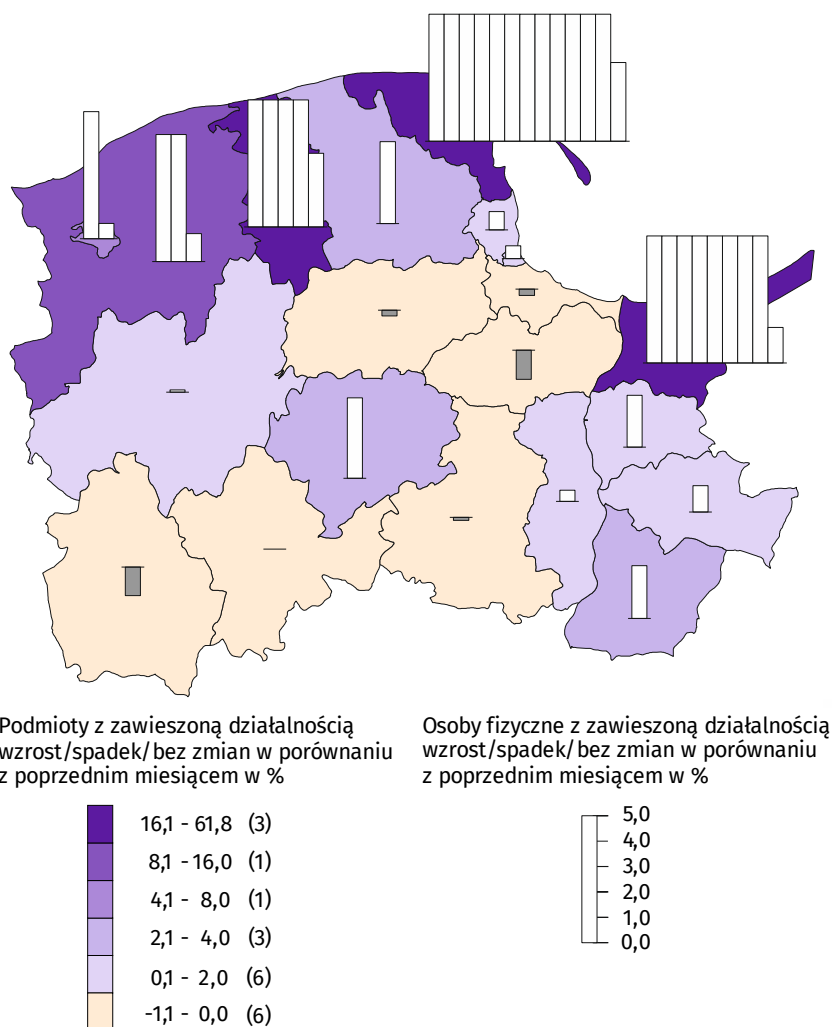 Podmioty z zawieszoną działalnością
wzrost/spadek/bez zmian w porównaniu
z poprzednim miesiącem w %
16,1 - 61,8 (3)
8,1 - 16,0 (1)
4,1 - 8,0 (1)
2,1 - 4,0 (3)
0,1 - 2,0 (6)
-1,1 - 0,0 (6)
Osoby fizyczne z zawieszoną działalnością
wzrost/spadek/bez zmian w porównaniu
z poprzednim miesiącem w %
5,0
4,0
3,0
2,0
1,0
0,0